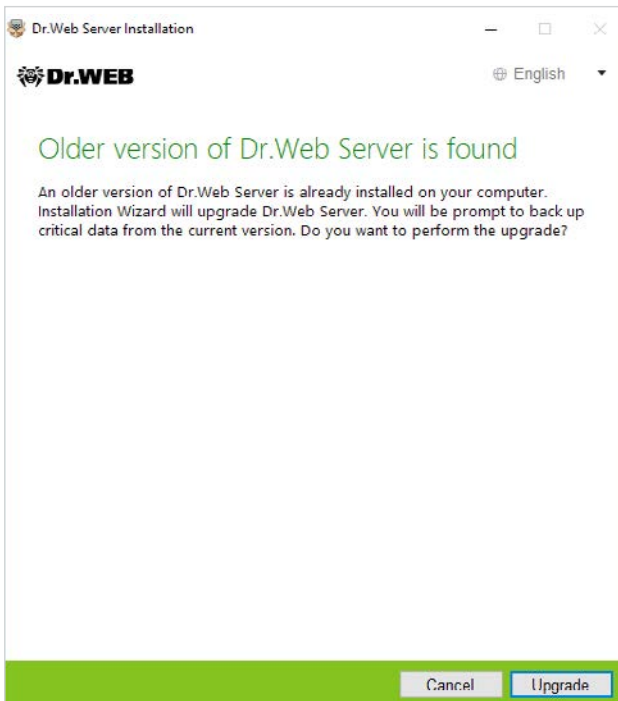 Dr.Web Server Installation
Dr.WEB
English
Older version of Dr.Web Server is found
An older version of Dr.Web Server is already installed on your computer.
Installation Wizard will upgrade Dr.Web Server. You will be prompt to back up
critical data from the current version. Do you want to perform the upgrade?
Cancel
Upgrade